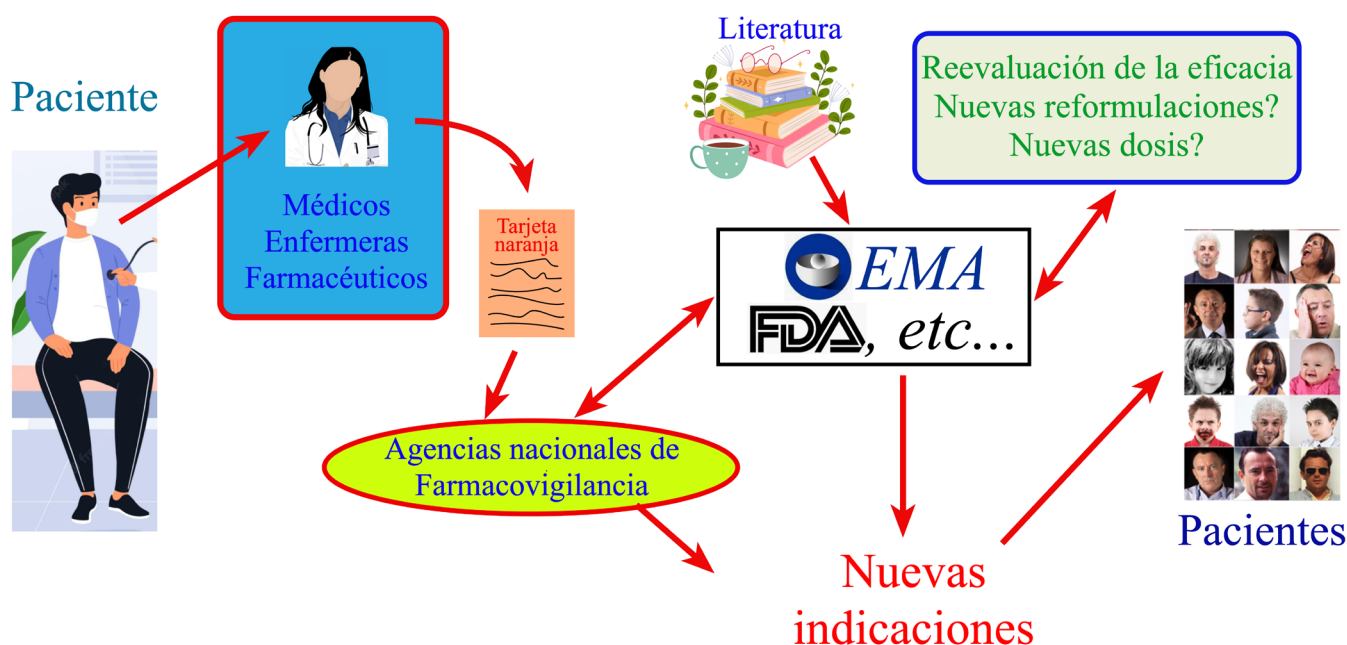 Paciente
Médicos
Enfermeras
Farmacéuticos
Tarjeta
naranja
Agencias nacionales de
Farmacovigilancia
Literatura
EMA
FDA, etc...
Reevaluación de la eficacia
Nuevas reformulaciones?
Nuevas dosis?
Nuevas
indicaciones
Pacientes